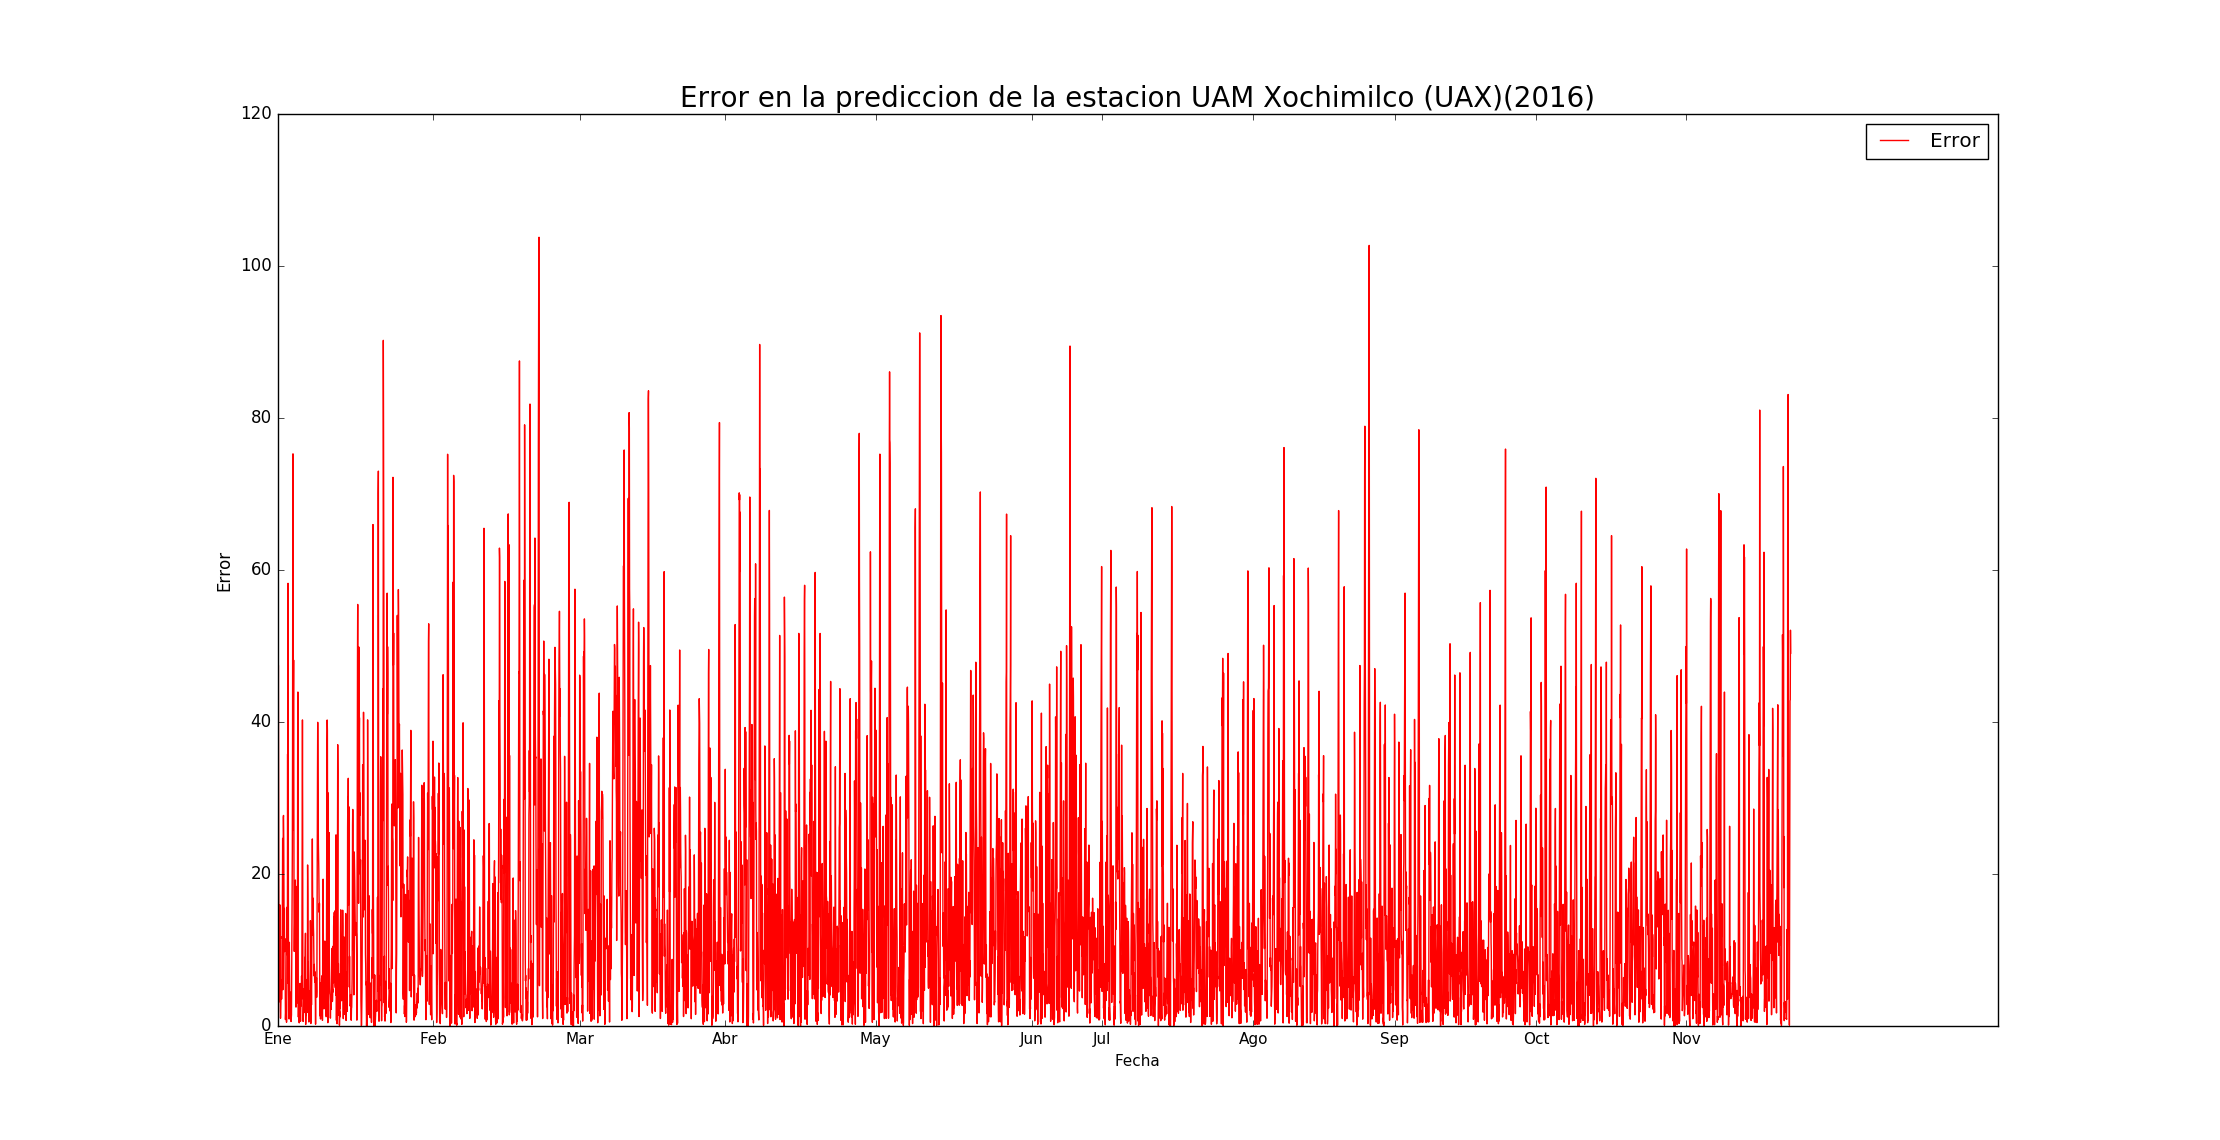 Error en la prediccion de la estacion UAM Xochimilco (UAX)(2016)
120
100
80
60
40
20
0
Error
Error
Ene Feb Mar Abr May Jun Jul Ago Sep Oct Nov
Fecha